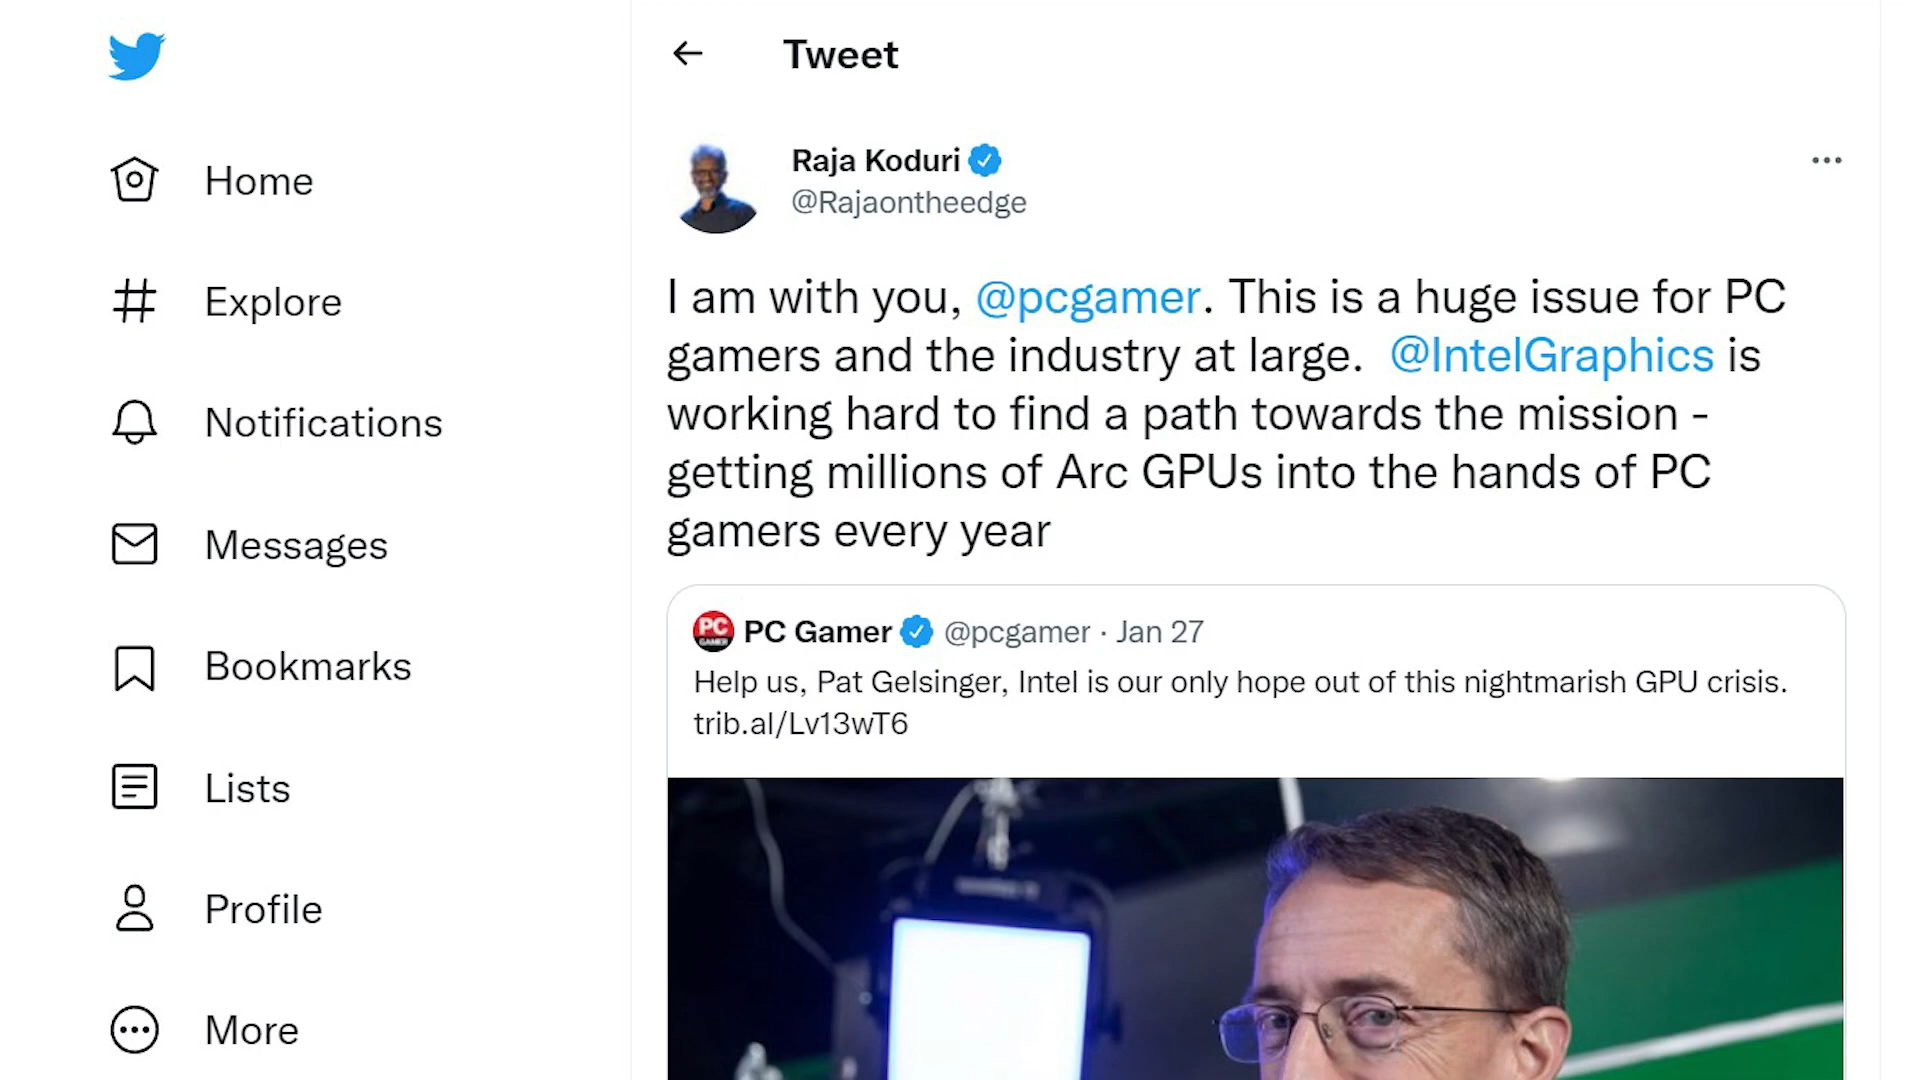 Tweet
Home
Explore
Notifications
Messages
Bookmarks
Lists
Profile
More
Raja Koduri
@Rajaontheedge
I am with you, @pcgamer. This is a huge issue for PC
gamers and the industry at large.  @IntelGraphics is
working hard to find a path towards the mission -
getting millions of Arc GPUs into the hands of PC
gamers every year
PC
GAMER
PC Gamer @pcgamer · Jan 27
Help us, Pat Gelsinger, Intel is our only hope out of this nightmarish GPU crisis.
trib.al/Lv13wT6